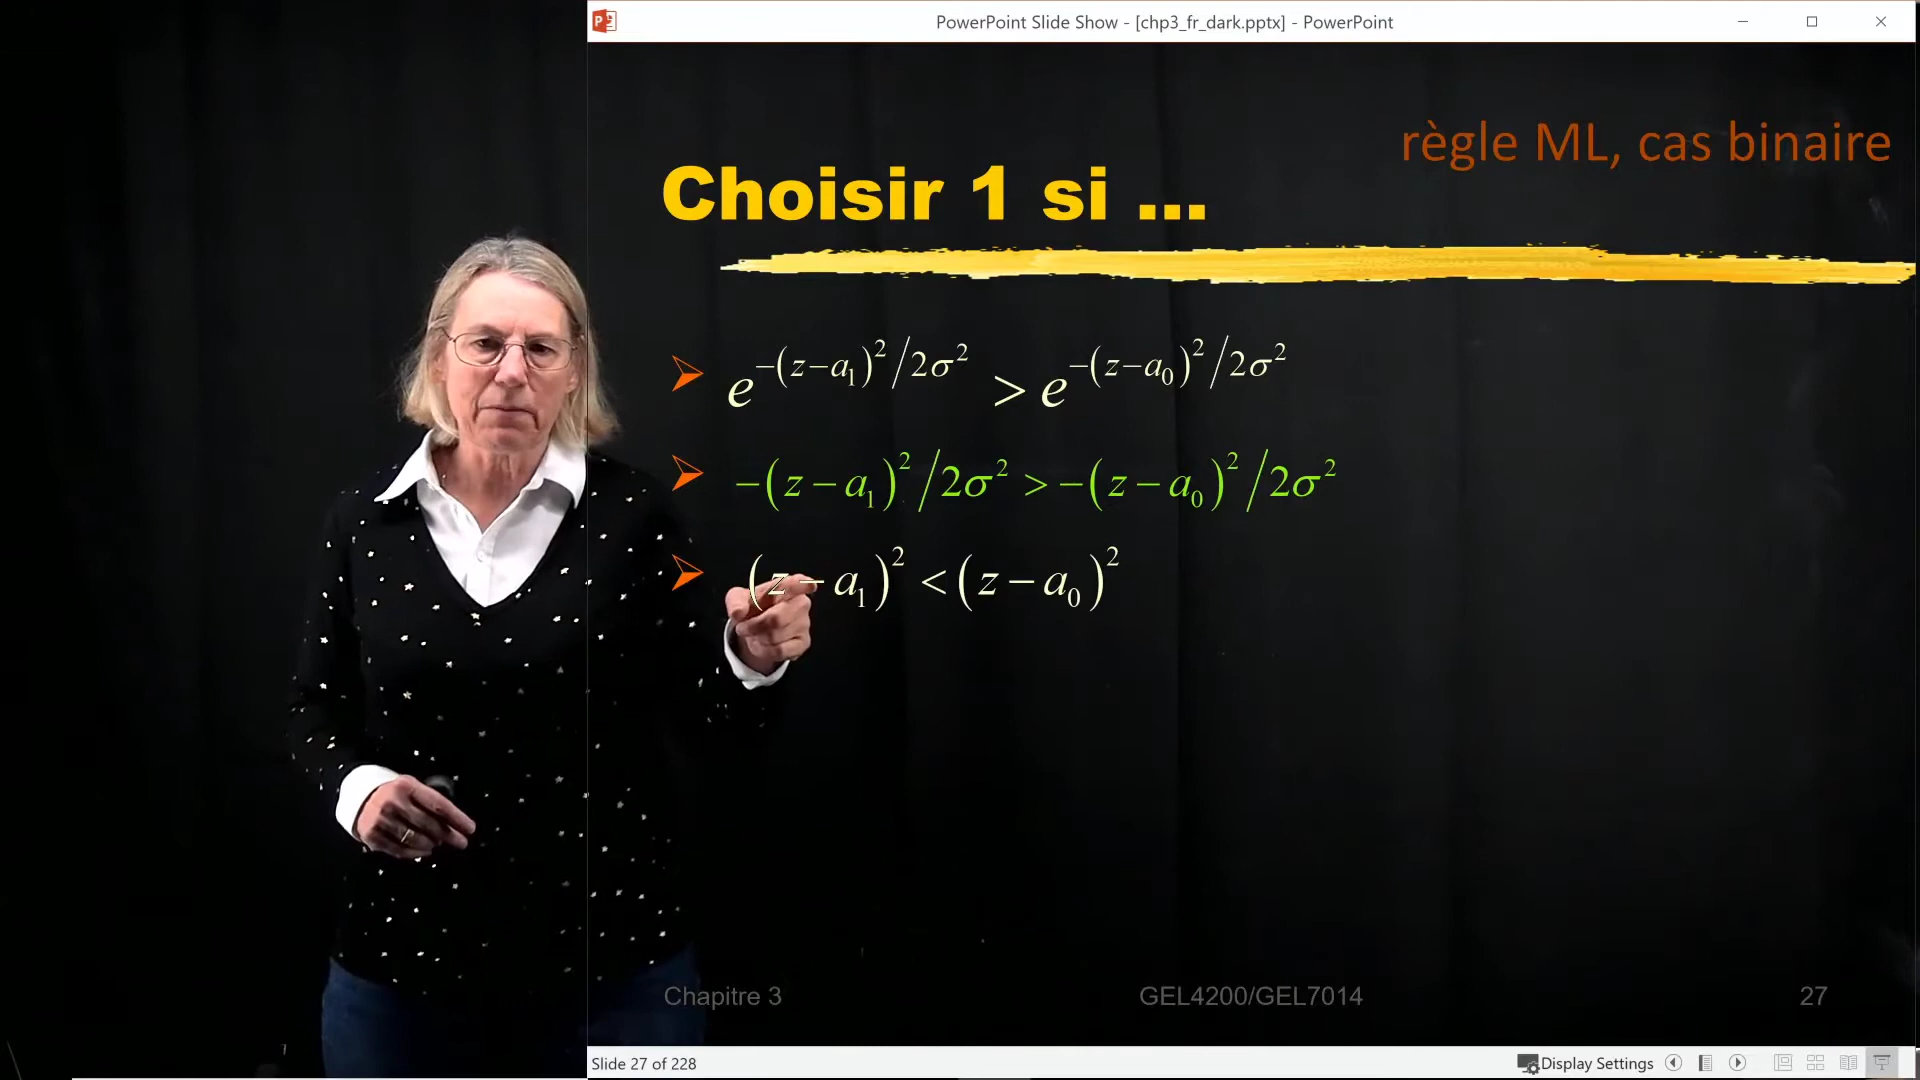 PowerPoint Slide Show - [chp3_fr_dark.pptx] - PowerPoint
règle ML, cas binaire
Choisir 1 si ...
e^{-(z-a_1)^2/2σ^2} > e^{-(z-a_0)^2/2σ^2}
-(z-a_1)^2/2σ^2 > -(z-a_0)^2/2σ^2
(z-a_1)^2 < (z-a_0)^2
Chapitre 3 GEL4200/GEL7014 27
Slide 27 of 228 Display Settings